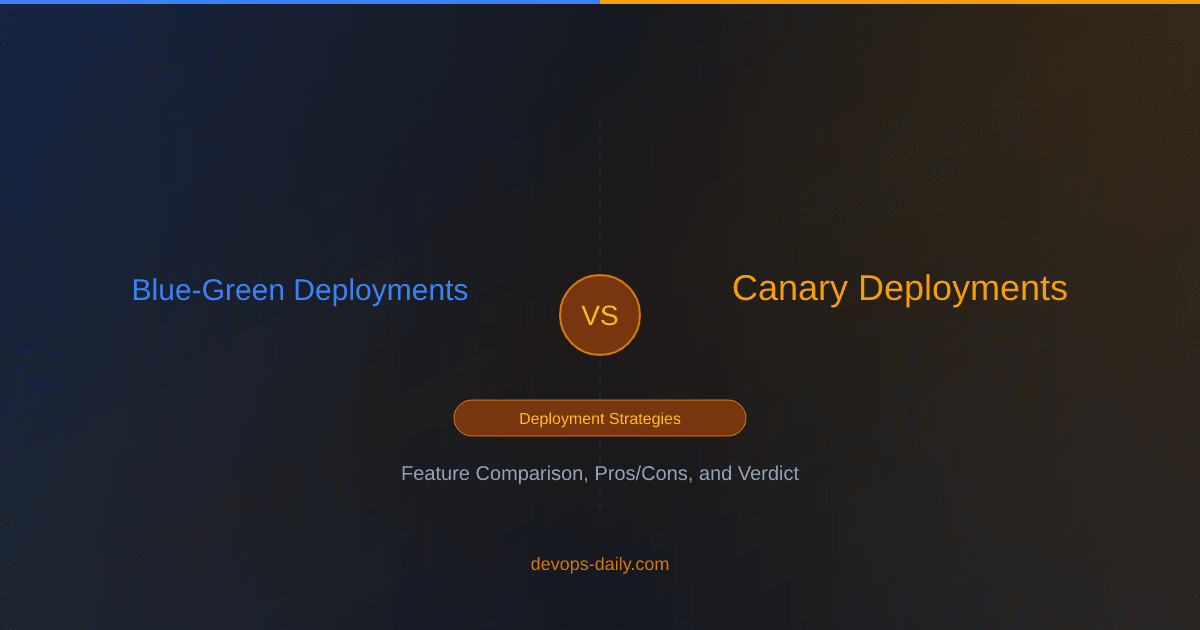 Blue-Green Deployments
VS
Canary Deployments
Deployment Strategies
Feature Comparison, Pros/Cons, and Verdict
devops-daily.com